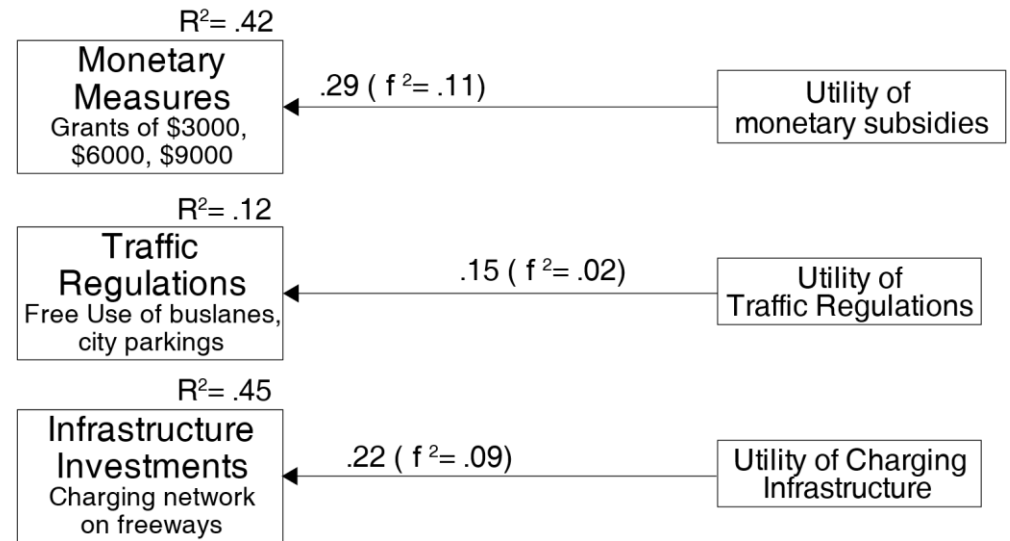 R²= .42
Monetary
Measures
Grants of $3000,
$6000, $9000
.29 ( f ²= .11)
Utility of
monetary subsidies
R²= .12
Traffic
Regulations
Free Use of buslanes,
city parkings
.15 ( f ²= .02)
Utility of
Traffic Regulations
R²= .45
Infrastructure
Investments
Charging network
on freeways
.22 ( f ²= .09)
Utility of Charging
Infrastructure